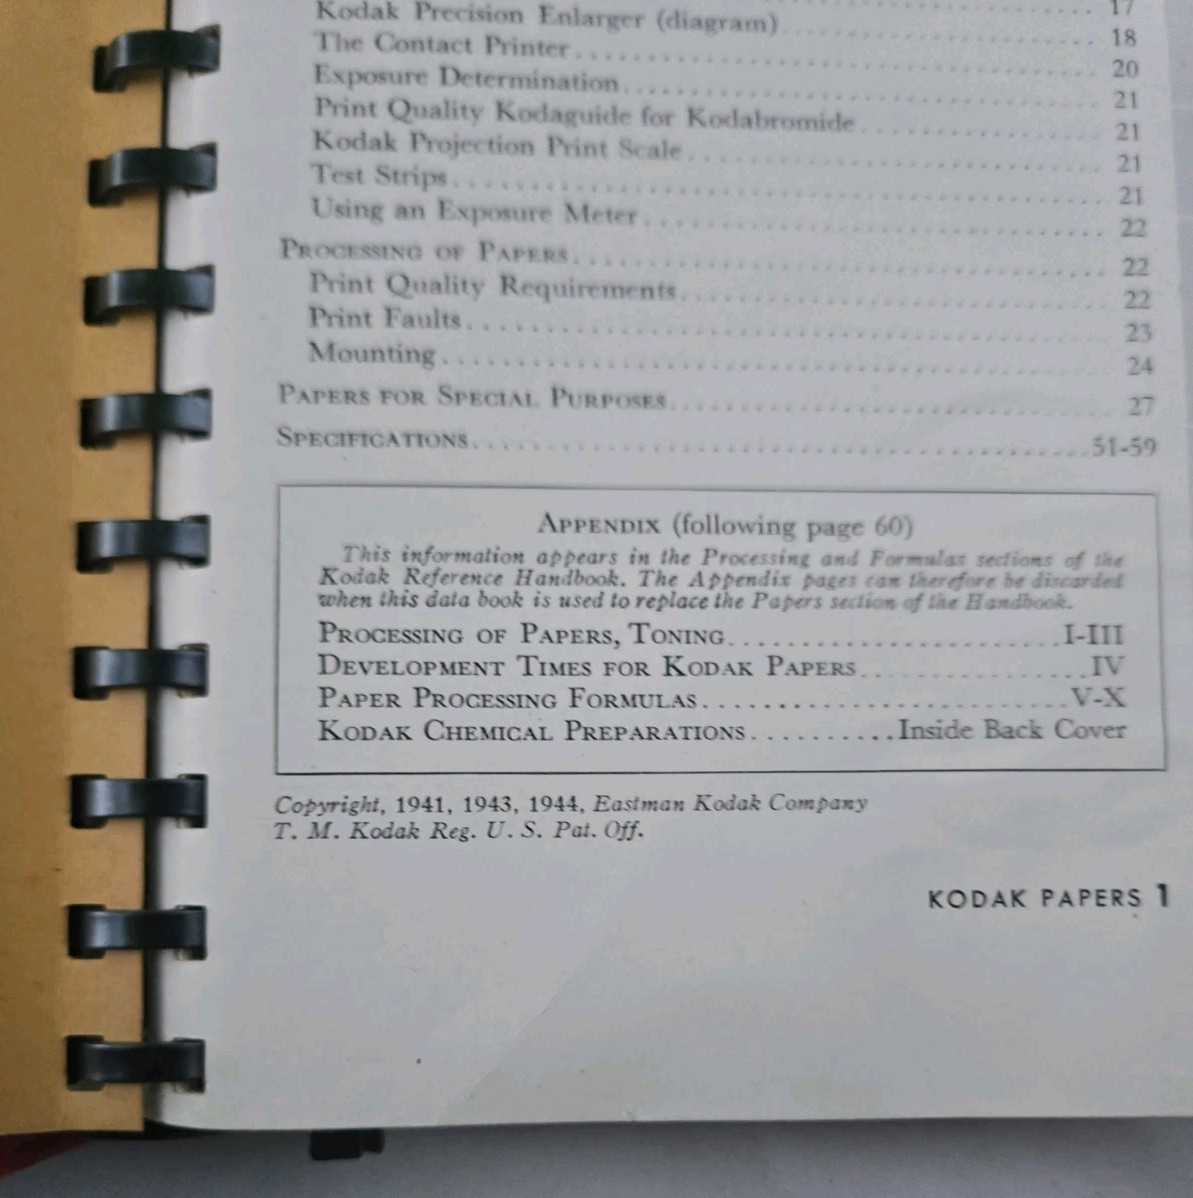 17
Kodak Precision Enlarger (diagram) 18
The Contact Printer 20
Exposure Determination 21
Print Quality Kodaguide for Kodabromide 21
Kodak Projection Print Scale 21
Test Strips 21
Using an Exposure Meter 22
PROCESSING OF PAPERS 22
Print Quality Requirements 22
Print Faults 23
Mounting 24
PAPERS FOR SPECIAL PURPOSES 27
SPECIFICATIONS 51-59
APPENDIX (following page 60)
This information appears in the Processing and Formulas sections of the
Kodak Reference Handbook. The Appendix pages can therefore be discarded
when this data book is used to replace the Papers section of the Handbook.
PROCESSING OF PAPERS, TONING I-III
DEVELOPMENT TIMES FOR KODAK PAPERS IV
PAPER PROCESSING FORMULAS V-X
KODAK CHEMICAL PREPARATIONS Inside Back Cover
Copyright, 1941, 1943, 1944, Eastman Kodak Company
T. M. Kodak Reg. U. S. Pat. Off.
KODAK PAPERS 1